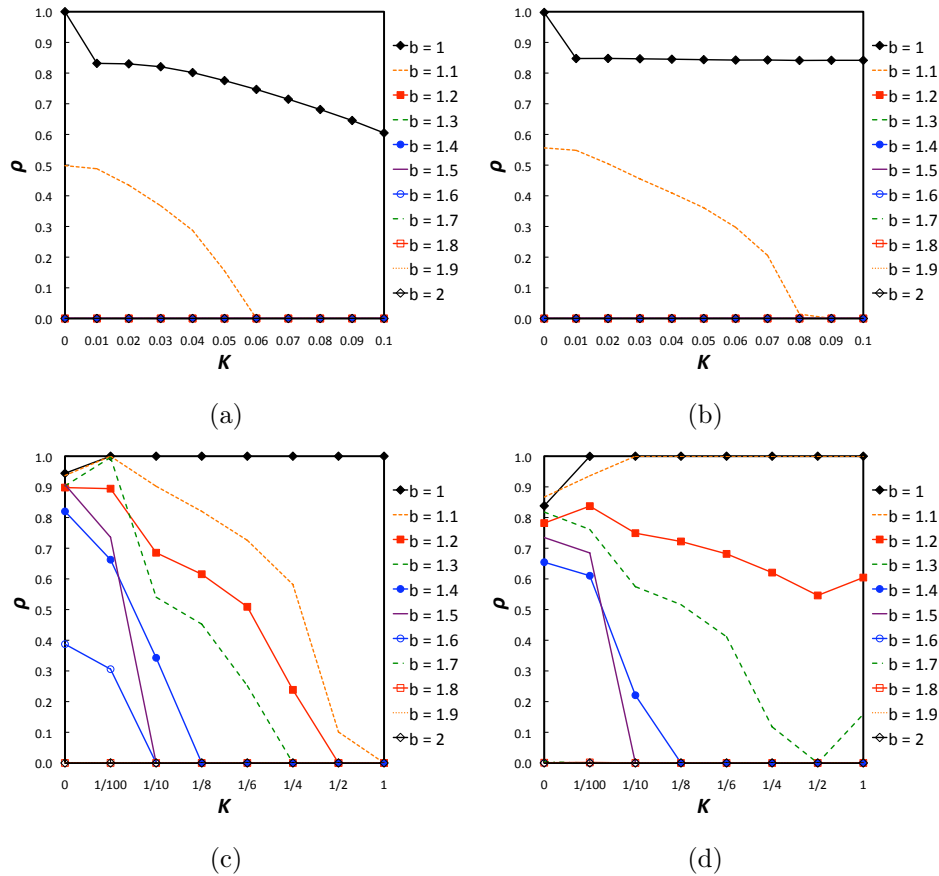 1.0
0.9
0.8
0.7
0.6
0.5
0.4
0.3
0.2
0.1
0.0
ρ
0 0.01 0.02 0.03 0.04 0.05 0.06 0.07 0.08 0.09 0.1
K
b = 1
b = 1.1
b = 1.2
b = 1.3
b = 1.4
b = 1.5
b = 1.6
b = 1.7
b = 1.8
b = 1.9
b = 2
(a)
1.0
0.9
0.8
0.7
0.6
0.5
0.4
0.3
0.2
0.1
0.0
ρ
0 0.01 0.02 0.03 0.04 0.05 0.06 0.07 0.08 0.09 0.1
K
b = 1
b = 1.1
b = 1.2
b = 1.3
b = 1.4
b = 1.5
b = 1.6
b = 1.7
b = 1.8
b = 1.9
b = 2
(b)
1.0
0.9
0.8
0.7
0.6
0.5
0.4
0.3
0.2
0.1
0.0
ρ
0 1/100 1/10 1/8 1/6 1/4 1/2 1
K
b = 1
b = 1.1
b = 1.2
b = 1.3
b = 1.4
b = 1.5
b = 1.6
b = 1.7
b = 1.8
b = 1.9
b = 2
(c)
1.0
0.9
0.8
0.7
0.6
0.5
0.4
0.3
0.2
0.1
0.0
ρ
0 1/100 1/10 1/8 1/6 1/4 1/2 1
K
b = 1
b = 1.1
b = 1.2
b = 1.3
b = 1.4
b = 1.5
b = 1.6
b = 1.7
b = 1.8
b = 1.9
b = 2
(d)